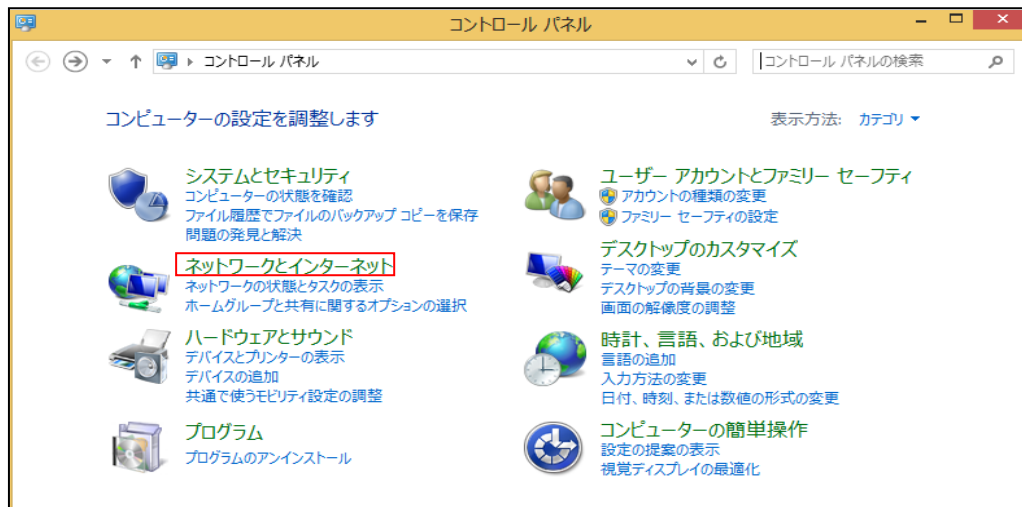 コントロール パネル
コントロール パネル
コントロール パネルの検索
コンピューターの設定を調整します
表示方法: カテゴリ
システムとセキュリティ
コンピューターの状態を確認
ファイル履歴でファイルのバックアップ コピーを保存
問題の発見と解決
ネットワークとインターネット
ネットワークの状態とタスクの表示
ホームグループと共有に関するオプションの選択
ハードウェアとサウンド
デバイスとプリンターの表示
デバイスの追加
共通で使うモビリティ設定の調整
プログラム
プログラムのアンインストール
ユーザー アカウントとファミリー セーフティ
アカウントの種類の変更
ファミリー セーフティの設定
デスクトップのカスタマイズ
テーマの変更
デスクトップの背景の変更
画面の解像度の調整
時計、言語、および地域
言語の追加
入力方法の変更
日付、時刻、または数値の形式の変更
コンピューターの簡単操作
設定の提案の表示
視覚ディスプレイの最適化